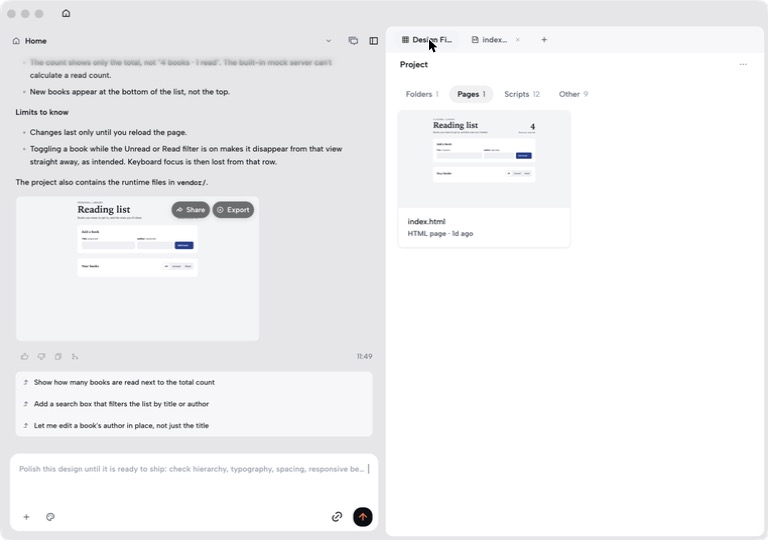 Home
The count shows only the total, not "4 books · 1 read". The built-in mock server can't
calculate a read count.
New books appear at the bottom of the list, not the top.
Limits to know
Changes last only until you reload the page.
Toggling a book while the Unread or Read filter is on makes it disappear from that view
straight away, as intended. Keyboard focus is then lost from that row.
The project also contains the runtime files in vendor/.
Reading list
Share
Export
Add a book
Your books
11:49
Show how many books are read next to the total count
Add a search box that filters the list by title or author
Let me edit a book's author in place, not just the title
Polish this design until it is ready to ship: check hierarchy, typography, spacing, responsive be...
Design Fi...
index...
Project
Folders 1
Pages 1
Scripts 12
Other 9
Reading list
4
Add a book
Your books
index.html
HTML page · 1d ago